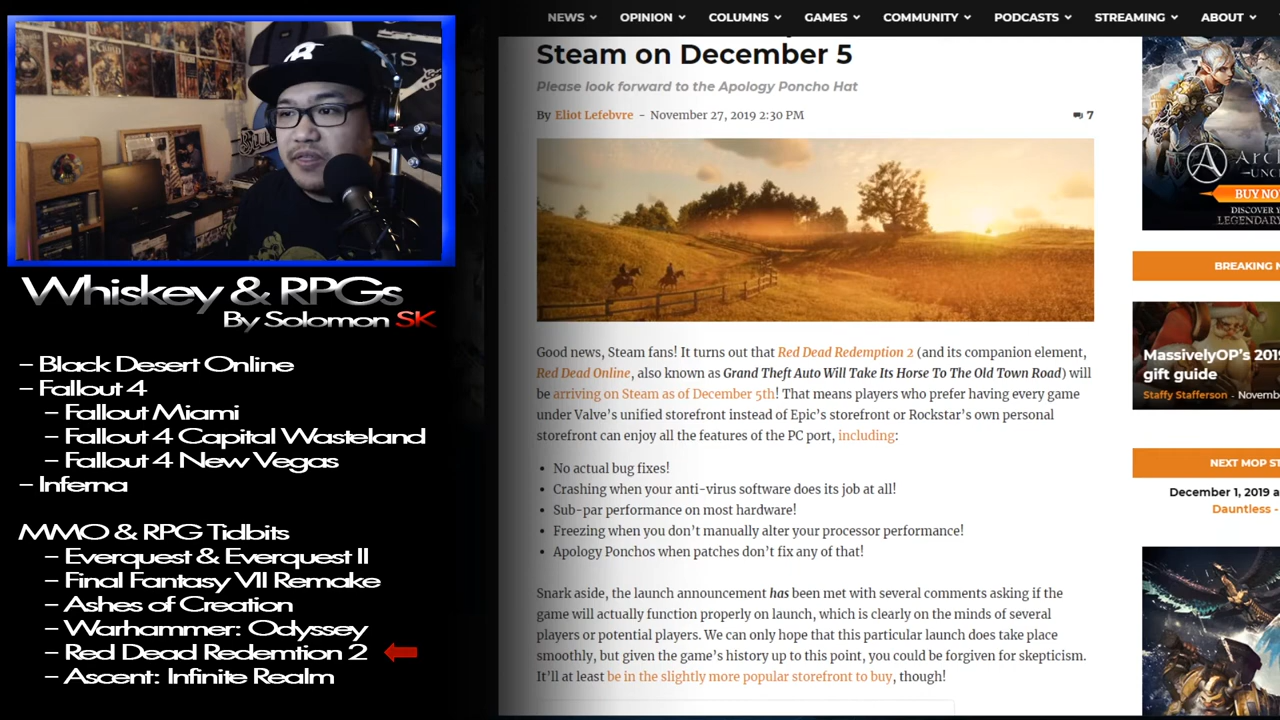 NEWS OPINION COLUMNS GAMES COMMUNITY PODCASTS STREAMING ABOUT
Steam on December 5
Please look forward to the Apology Poncho Hat
By Eliot Lefebvre - November 27, 2019 2:30 PM 7
Good news, Steam fans! It turns out that Red Dead Redemption 2 (and its companion element,
Red Dead Online, also known as Grand Theft Auto Will Take Its Horse To The Old Town Road) will
be arriving on Steam as of December 5th! That means players who prefer having every game
under Valve's unified storefront instead of Epic's storefront or Rockstar's own personal
storefront can enjoy all the features of the PC port, including:
• No actual bug fixes!
• Crashing when your anti-virus software does its job at all!
• Sub-par performance on most hardware!
• Freezing when you don't manually alter your processor performance!
• Apology Ponchos when patches don't fix any of that!
Snark aside, the launch announcement has been met with several comments asking if the
game will actually function properly on launch, which is clearly on the minds of several
players or potential players. We can only hope that this particular launch does take place
smoothly, but given the game's history up to this point, you could be forgiven for skepticism.
It'll at least be in the slightly more popular storefront to buy, though!
Whiskey & RPGs
By Solomon SK
- Black Desert Online
- Fallout 4
- Fallout Miami
- Fallout 4 Capital Wasteland
- Fallout 4 New Vegas
- Inferna
MMO & RPG Tidbits
- Everquest & Everquest II
- Final Fantasy VII Remake
- Ashes of Creation
- Warhammer: Odyssey
- Red Dead Redemtion 2
- Ascent: Infinite Realm
Arc
UNC
BUY NO
DISCOVER Y
LEGENDARY
BREAKING N
MassivelyOP's 2019
gift guide
Staffy Stafferson - Novemb
NEXT MOP ST
December 1, 2019 a
Dauntless -